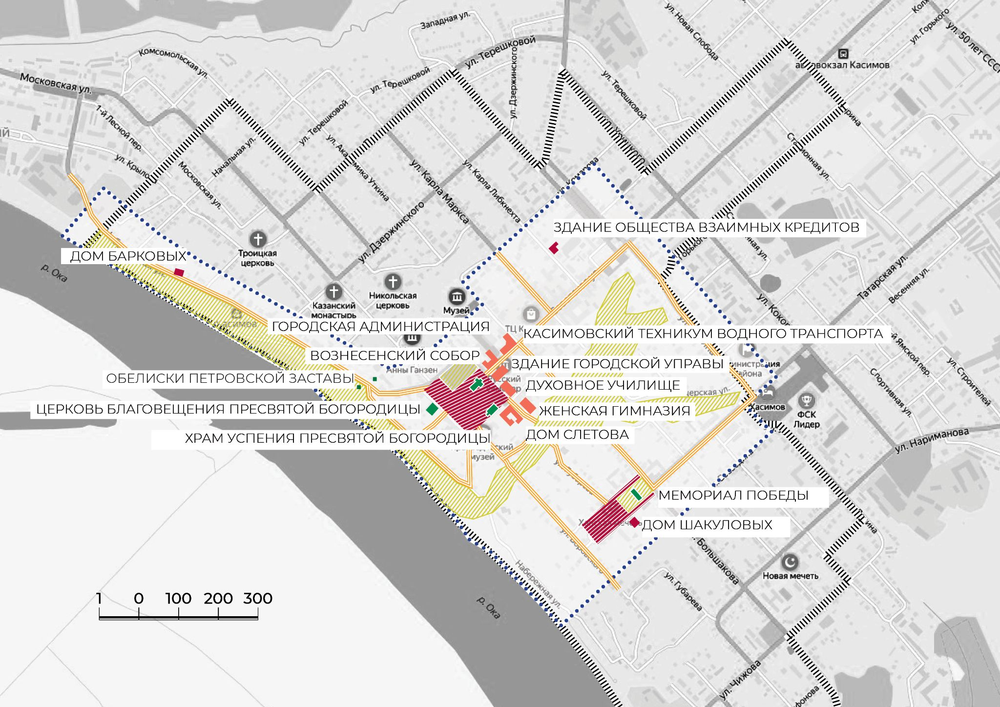 Западная ул.
ул. Новая Слобода
ул. Горького
ул. 50 лет СССР
Комсомольская ул.
ул. Терешковой
ул. Дзержинского
автовокзал Касимов
Московская ул.
ул. Терешковой
ул. Терешковой
1-й Лесной пер.
ул. Терешковой
Начальная ул.
ул. Академика Уткина
Стационная ул.
Московская ул.
ул. Карла Маркса
ул. Карла Либкнехта
ул. Комарова
ул. Дзержинского
ЗДАНИЕ ОБЩЕСТВА ВЗАИМНЫХ КРЕДИТОВ
Троицкая
церковь
ДОМ БАРКОВЫХ
р. Ока
Татарская ул.
Весенняя ул.
Казанский
монастырь
Никольская
церковь
Музей
ГОРОДСКАЯ АДМИНИСТРАЦИЯ
КАСИМОВСКИЙ ТЕХНИКУМ ВОДНОГО ТРАНСПОРТА
ВОЗНЕСЕНСКИЙ СОБОР
ЗДАНИЕ ГОРОДСКОЙ УПРАВЫ
Анны Ганзен
ОБЕЛИСКИ ПЕТРОВСКОЙ ЗАСТАВЫ
ДУХОВНОЕ УЧИЛИЩЕ
Спортивная ул.
ул. Строителей
ЦЕРКОВЬ БЛАГОВЕЩЕНИЯ ПРЕСВЯТОЙ БОГОРОДИЦЫ
ЖЕНСКАЯ ГИМНАЗИЯ
Касимов
ФСК
Лидер
ХРАМ УСПЕНИЯ ПРЕСВЯТОЙ БОГОРОДИЦЫ
ДОМ СЛЕТОВА
ул. Наримановa
музей
МЕМОРИАЛ ПОБЕДЫ
ДОМ ШАКУЛОВЫХ
ул. Большакова
Набережная ул.
Новая мечеть
ул. Губарева
р. Ока
1 0 100 200 300
ул. Чижова